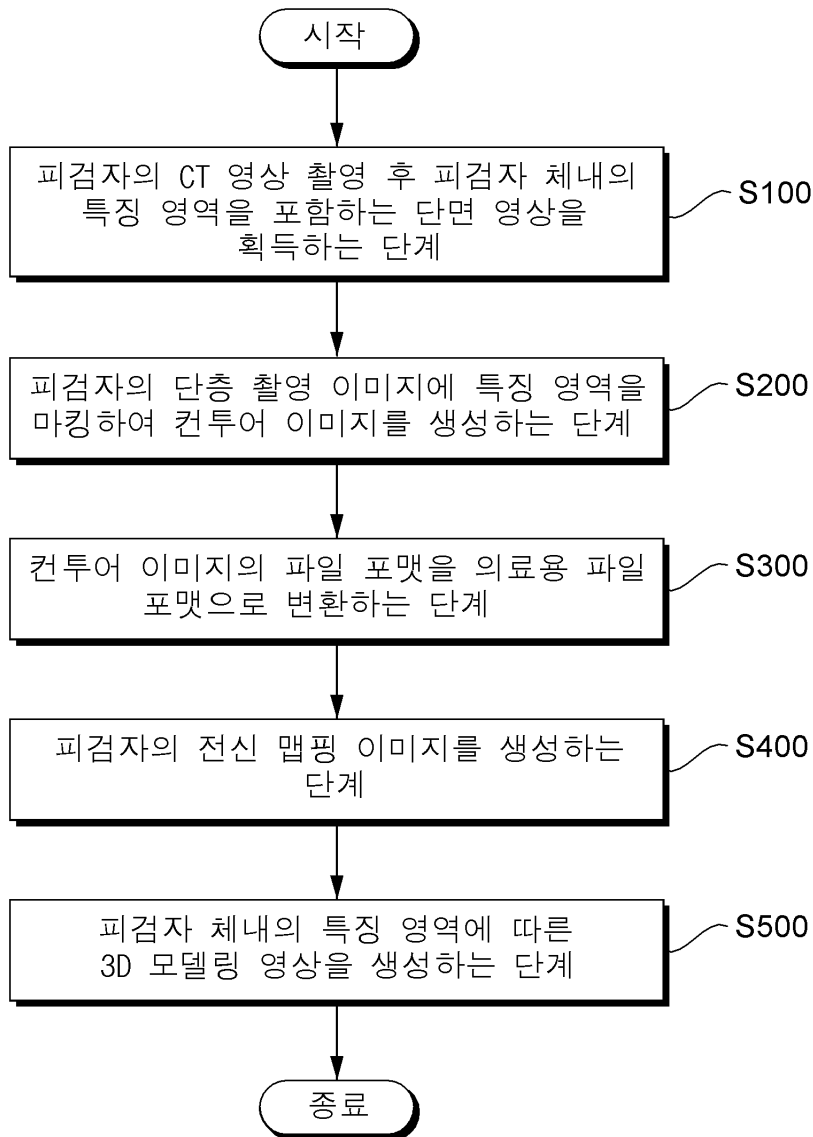 시작
피검자의 CT 영상 촬영 후 피검자 체내의
특징 영역을 포함하는 단면 영상을
획득하는 단계
S100
피검자의 단층 촬영 이미지에 특징 영역을
마킹하여 컨투어 이미지를 생성하는 단계
S200
컨투어 이미지의 파일 포맷을 의료용 파일
포맷으로 변환하는 단계
S300
피검자의 전신 맵핑 이미지를 생성하는
단계
S400
피검자 체내의 특징 영역에 따른
3D 모델링 영상을 생성하는 단계
S500
종료